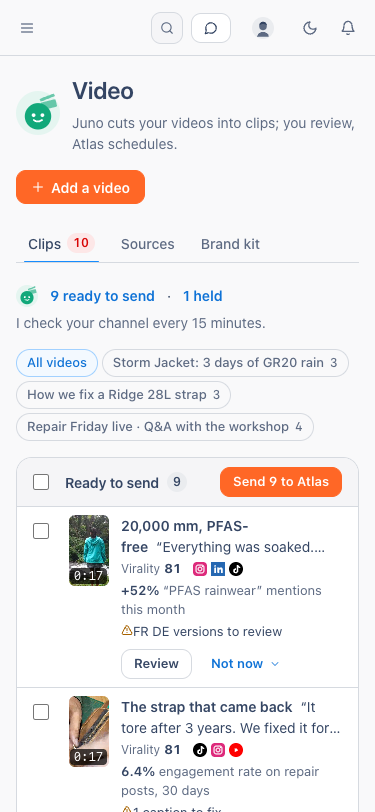 Video
Juno cuts your videos into clips; you review,
Atlas schedules.
+ Add a video
Clips 10 Sources Brand kit
9 ready to send · 1 held
I check your channel every 15 minutes.
All videos Storm Jacket: 3 days of GR20 rain 3
How we fix a Ridge 28L strap 3
Repair Friday live · Q&A with the workshop 4
Ready to send 9 Send 9 to Atlas
20,000 mm, PFAS-
free “Everything was soaked....
Virality 81
0:17
+52% “PFAS rainwear” mentions
this month
FR DE versions to review
Review Not now
The strap that came back “It
tore after 3 years. We fixed it for...
Virality 81
0:17
6.4% engagement rate on repair
posts, 30 days
1 caption to fix